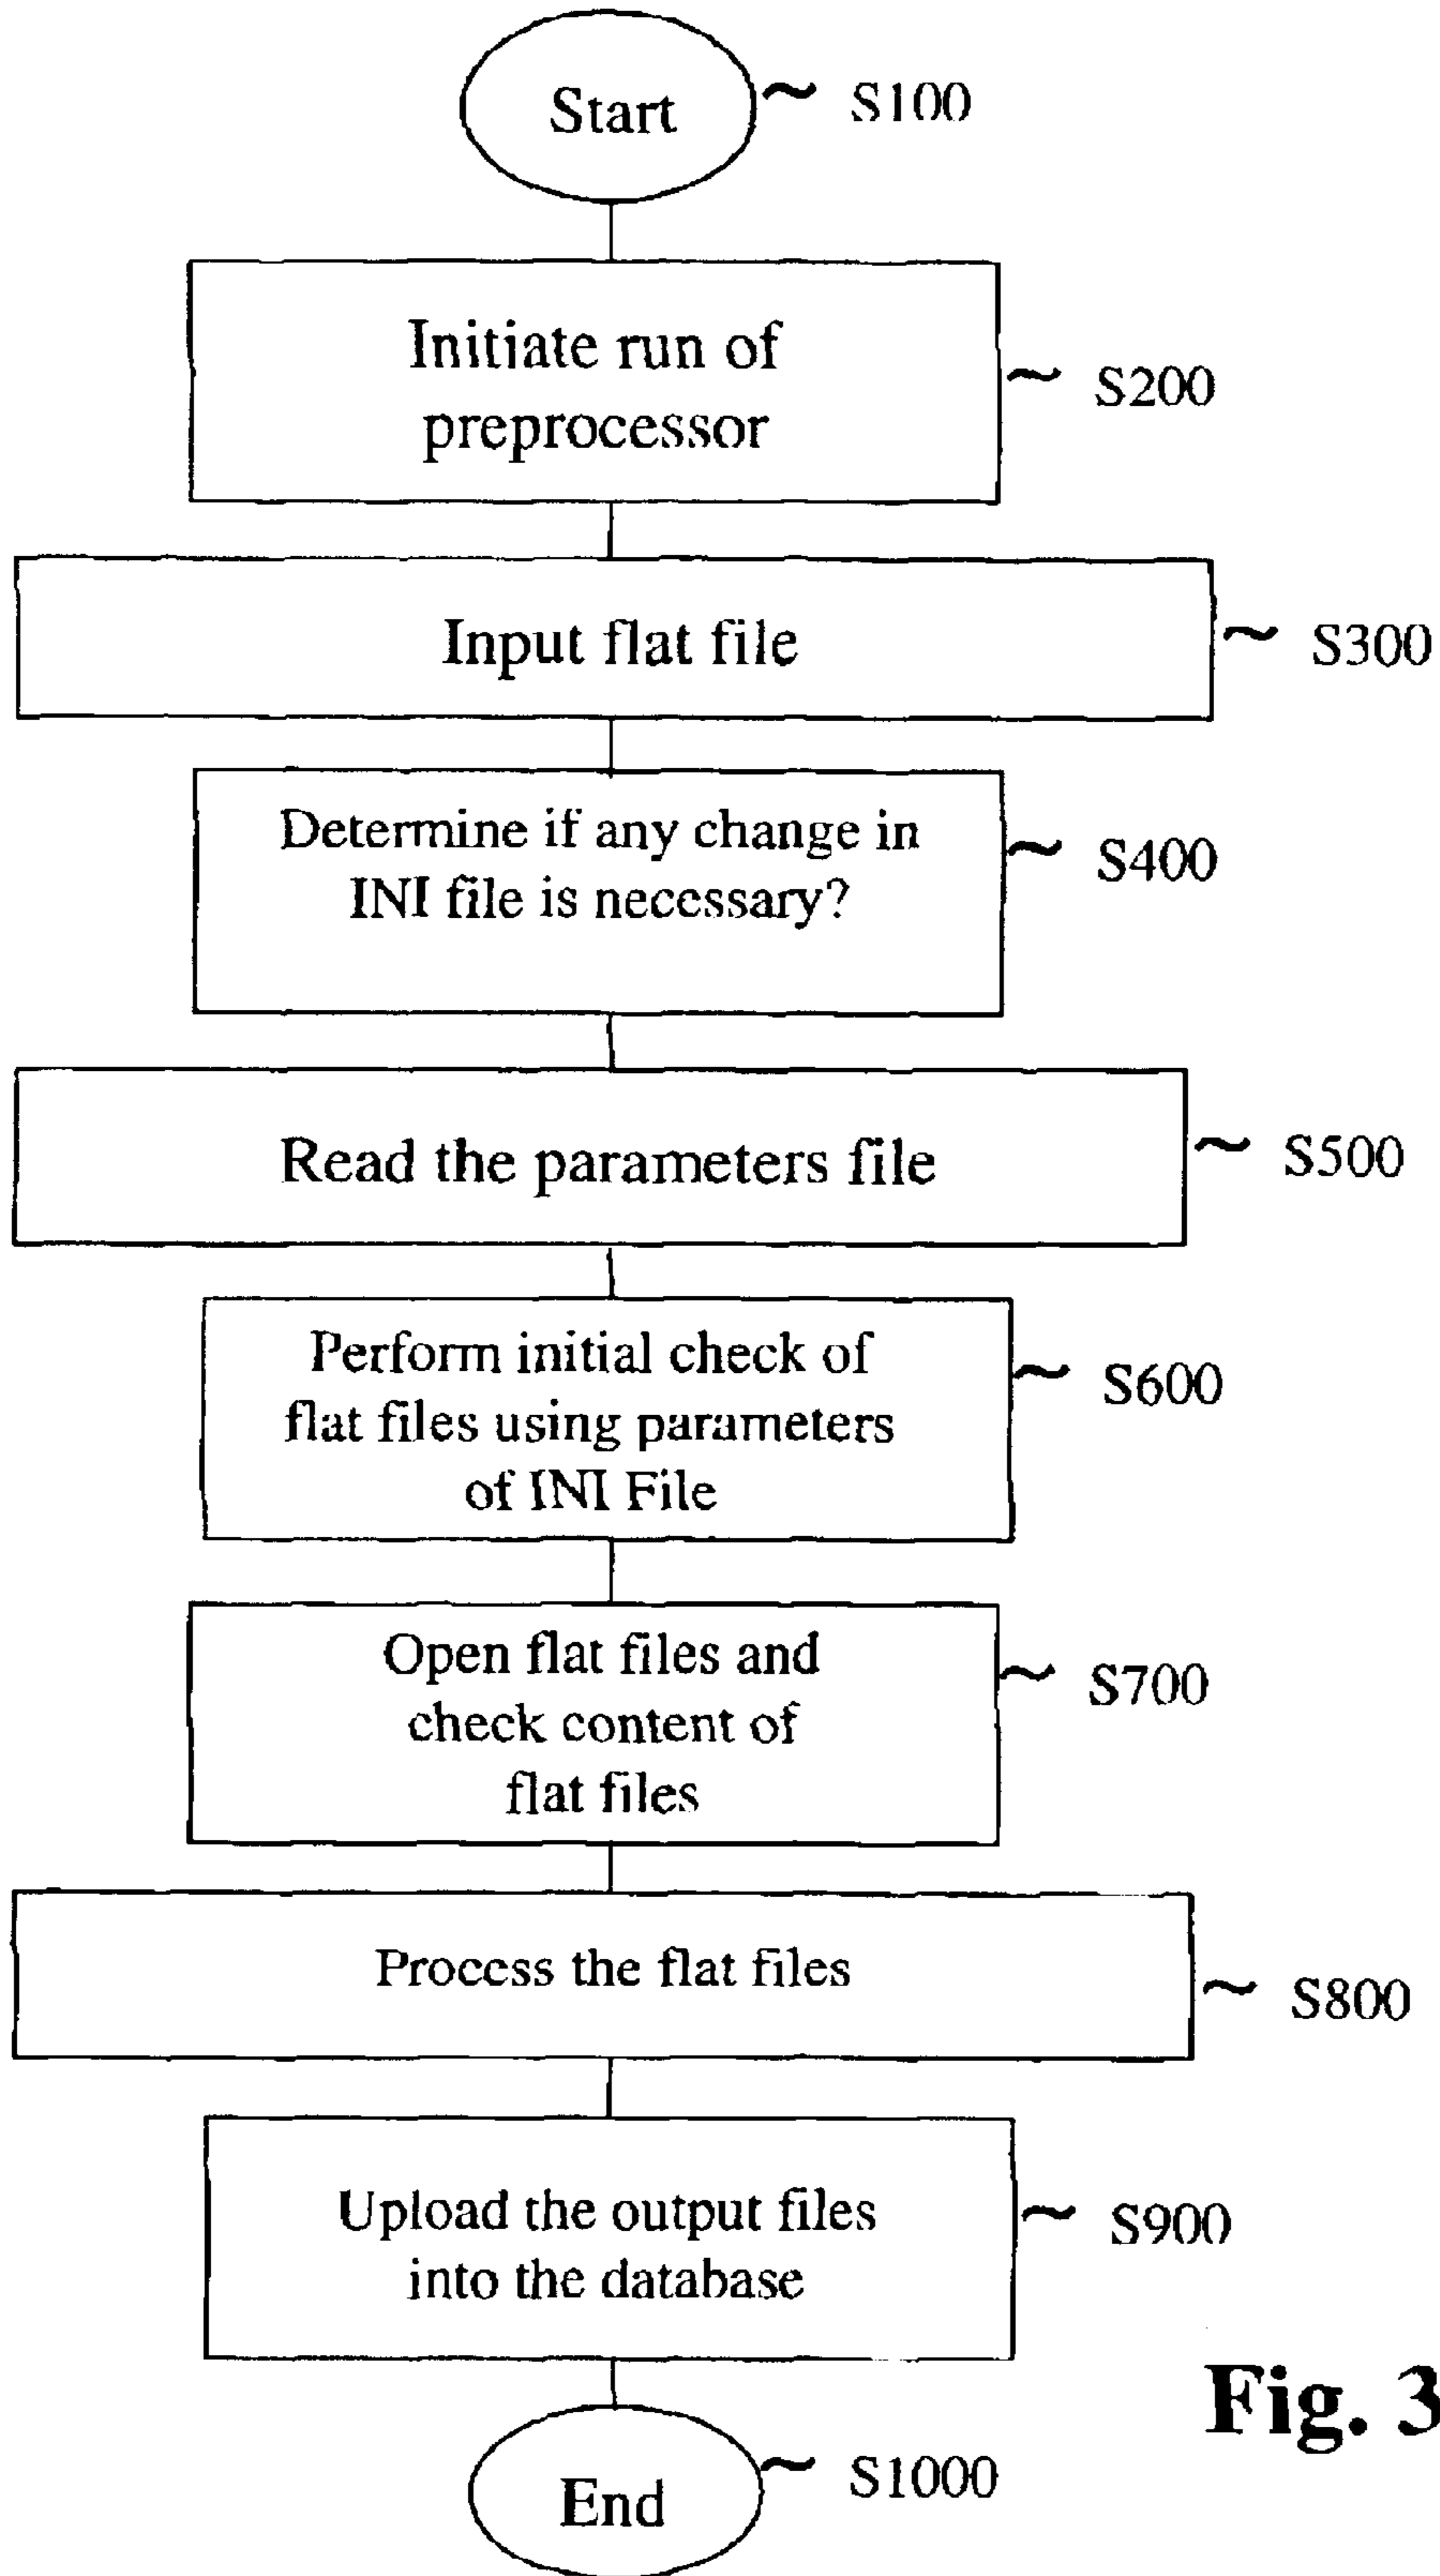 Start
~ S100
Initiate run of
preprocessor
~ S200
Input flat file
~ S300
Determine if any change in
INI file is necessary?
~ S400
Read the parameters file
~ S500
Perform initial check of
flat files using parameters
of INI File
~ S600
Open flat files and
check content of
flat files
~ S700
Process the flat files
~ S800
Upload the output files
into the database
~ S900
End
~ S1000
Fig. 3